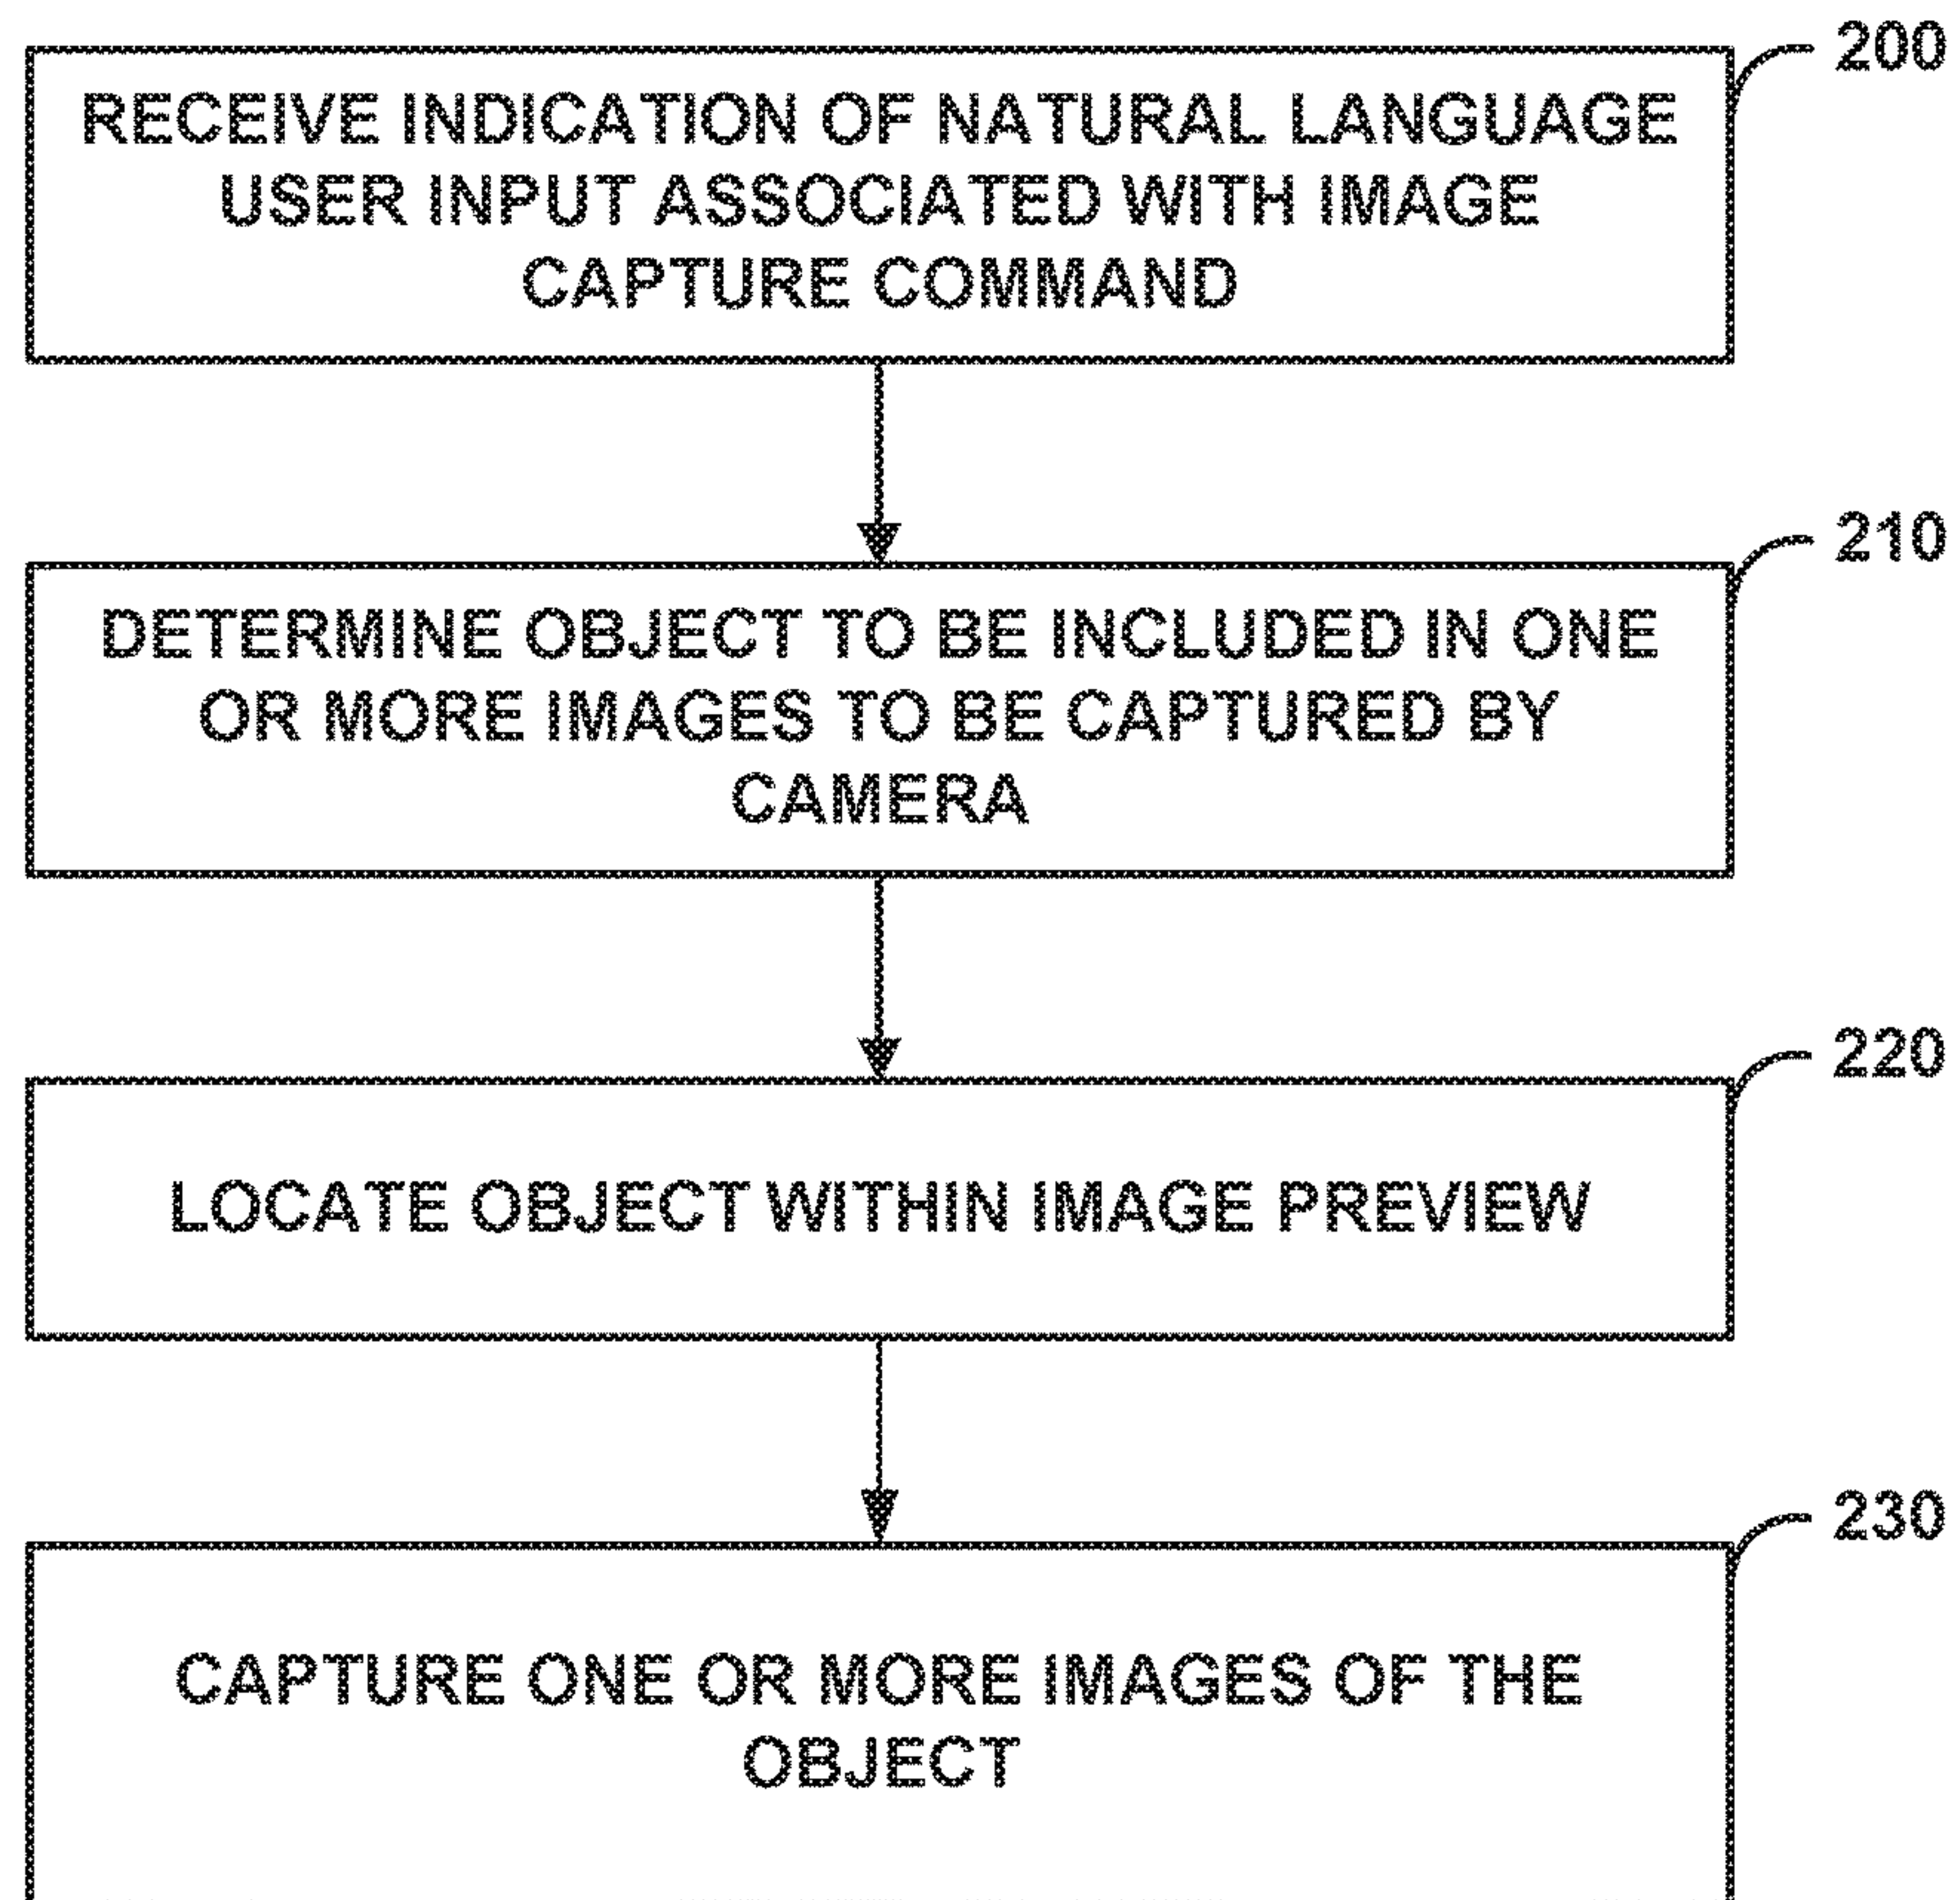 200
RECEIVE INDICATION OF NATURAL LANGUAGE
USER INPUT ASSOCIATED WITH IMAGE
CAPTURE COMMAND
210
DETERMINE OBJECT TO BE INCLUDED IN ONE
OR MORE IMAGES TO BE CAPTURED BY
CAMERA
220
LOCATE OBJECT WITHIN IMAGE PREVIEW
230
CAPTURE ONE OR MORE IMAGES OF THE
OBJECT